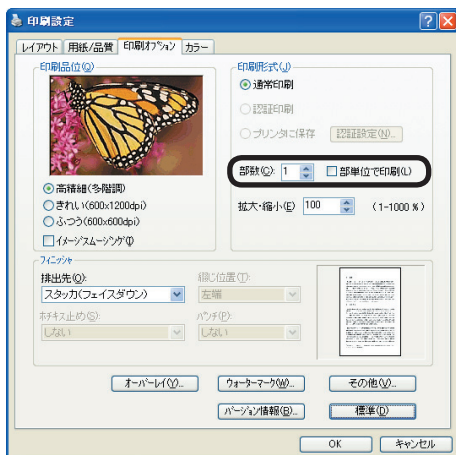 印刷設定
レイアウト 用紙/品質 印刷オプション カラー
印刷品位(Q)
高精細(多階調)
きれい(600x1200dpi)
ふつう(600x600dpi)
イメージスムージング(I)
印刷形式(J)
通常印刷
認証印刷
プリンタに保存 認証設定(N)...
部数(C): 1 部単位で印刷(L)
拡大・縮小(E) 100 (1-1000 %)
フィニッシャ
排出先(O): 綴じ位置(T):
スタッカ(フェイスダウン) 左端
ホチキス止め(S): パンチ(P):
しない しない
オーバーレイ(Y)... ウォーターマーク(W)... その他(V)...
バージョン情報(B)... 標準(D)
OK キャンセル